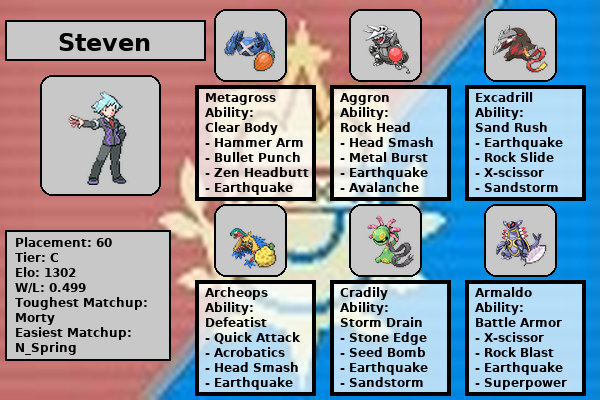 Steven
Metagross
Ability:
Clear Body
- Hammer Arm
- Bullet Punch
- Zen Headbutt
- Earthquake
Aggron
Ability:
Rock Head
- Head Smash
- Metal Burst
- Earthquake
- Avalanche
Excadrill
Ability:
Sand Rush
- Earthquake
- Rock Slide
- X-scissor
- Sandstorm
Placement: 60
Tier: C
Elo: 1302
W/L: 0.499
Toughest Matchup:
Morty
Easiest Matchup:
N_Spring
Archeops
Ability:
Defeatist
- Quick Attack
- Acrobatics
- Head Smash
- Earthquake
Cradily
Ability:
Storm Drain
- Stone Edge
- Seed Bomb
- Earthquake
- Sandstorm
Armaldo
Ability:
Battle Armor
- X-scissor
- Rock Blast
- Earthquake
- Superpower